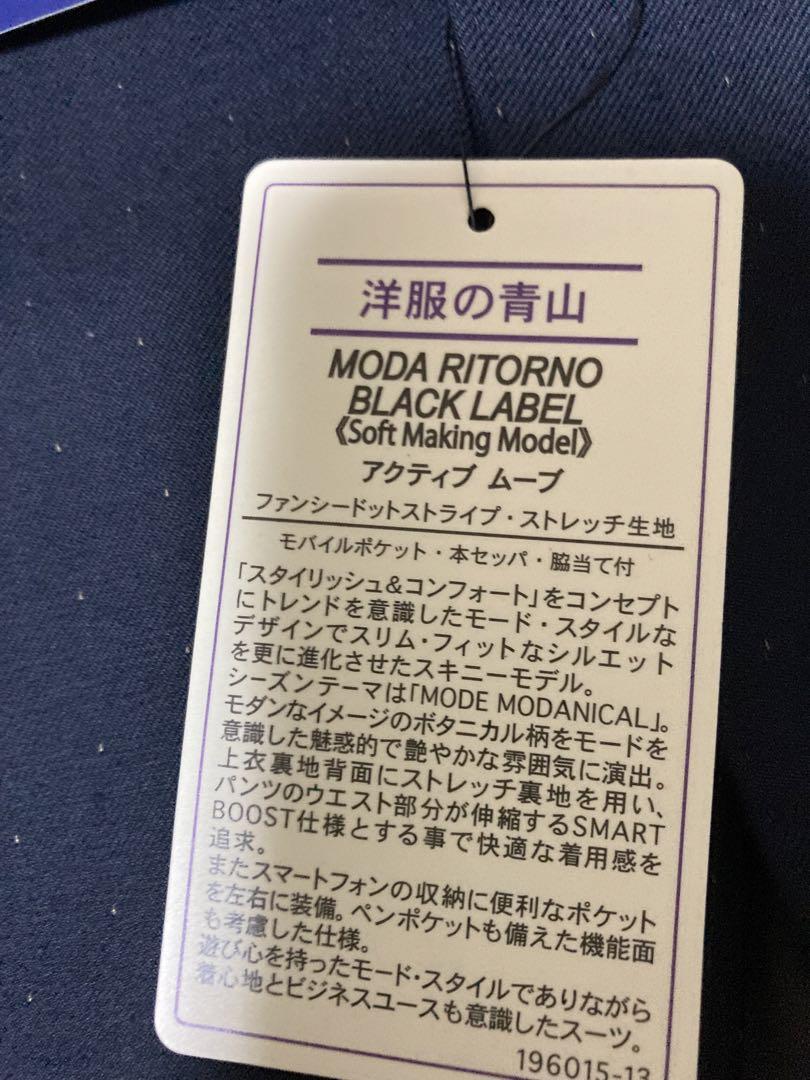 洋服の青山
MODA RITORNO
BLACK LABEL
《Soft Making Model》
アクティブ ムーブ
ファンシードットストライプ・ストレッチ生地
モバイルポケット・本セッパ・脇当て付
「スタイリッシュ&コンフォート」をコンセプト
にトレンドを意識したモード・スタイルな
デザインでスリム・フィットなシルエット
を更に進化させたスキニーモデル。
シーズンテーマは「MODE MODANICAL」。
モダンなイメージのボタニカル柄をモードを
意識した魅惑的で艶やかな雰囲気に演出。
上衣裏地背面にストレッチ裏地を用い、
パンツのウエスト部分が伸縮するSMART
BOOST仕様とする事で快適な着用感を
追求。
またスマートフォンの収納に便利なポケット
を左右に装備。ペンポケットも備えた機能面
も考慮した仕様。
遊び心を持ったモード・スタイルでありながら
着心地とビジネスユースも意識したスーツ。
196015-13